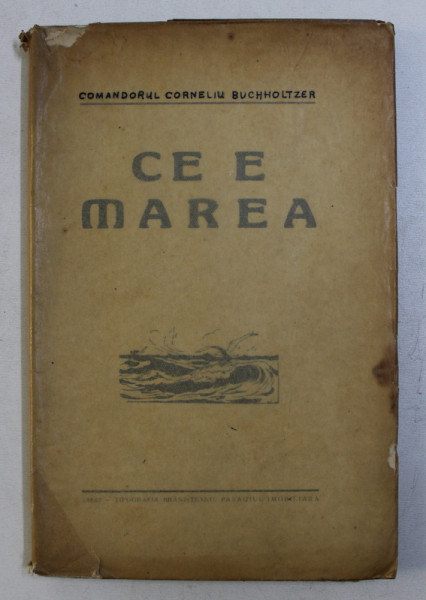 COMANDORUL CORNELIU BUCHHOLTZER
CE E
MAREA